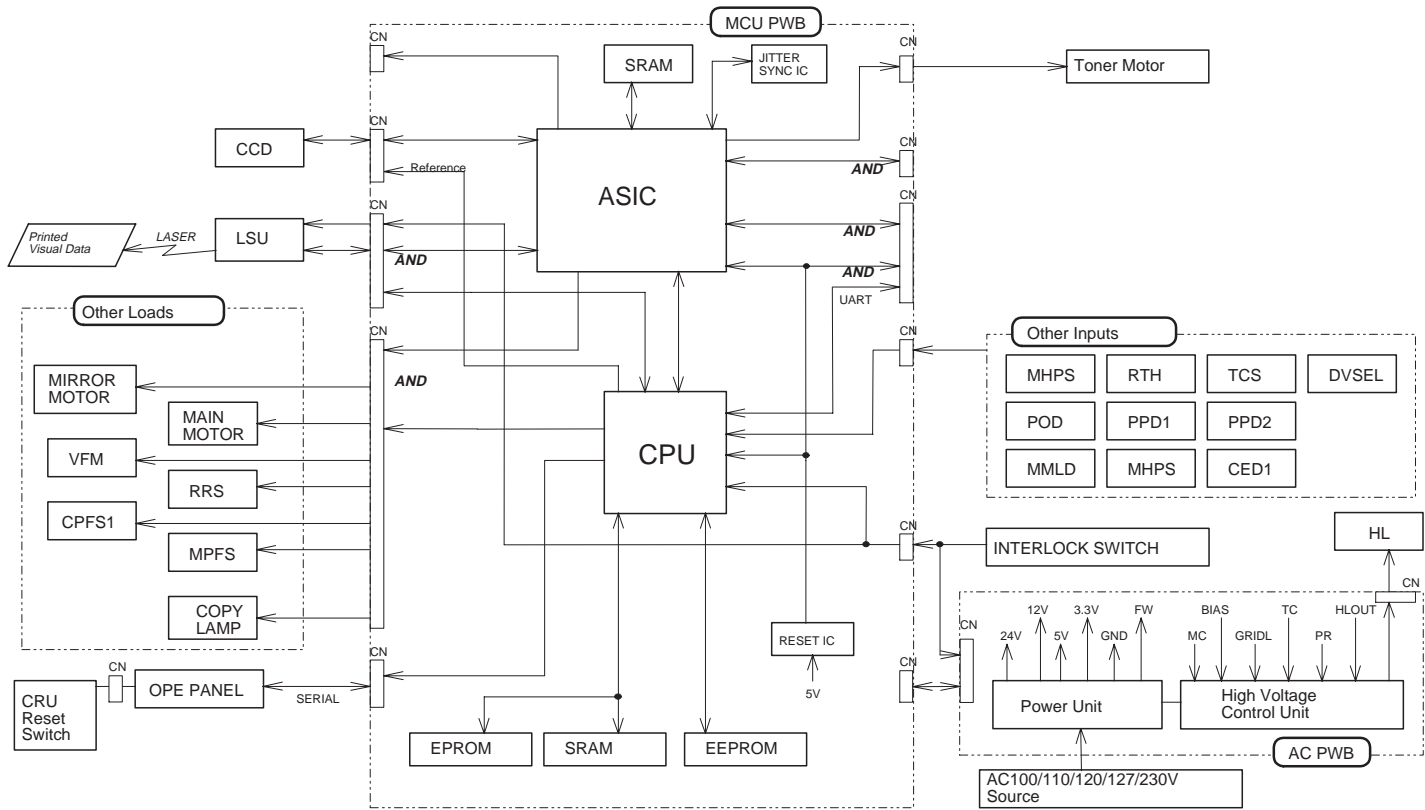 MCU PWB
CN
CN
SRAM
JITTER
SYNC IC
Toner Motor
CN
CN
CCD
Reference
AND
ASIC
CN
CN
Printed
Visual Data
LASER
LSU
AND
AND
AND
UART
Other Loads
CN
CN
Other Inputs
MIRROR
MOTOR
AND
MHPS
RTH
TCS
DVSEL
MAIN
MOTOR
POD
PPD1
PPD2
VFM
CPU
MMLD
MHPS
CED1
RRS
CPFS1
CN
MPFS
INTERLOCK SWITCH
HL
COPY
LAMP
CN
12V
3.3V
FW
BIAS
TC
HLOUT
CN
24V
5V
GND
MC
GRIDL
PR
RESET IC
CN
CN
CN
OPE PANEL
SERIAL
5V
CRU
Reset
Switch
Power Unit
High Voltage
Control Unit
EPROM
SRAM
EEPROM
AC PWB
AC100/110/120/127/230V
Source